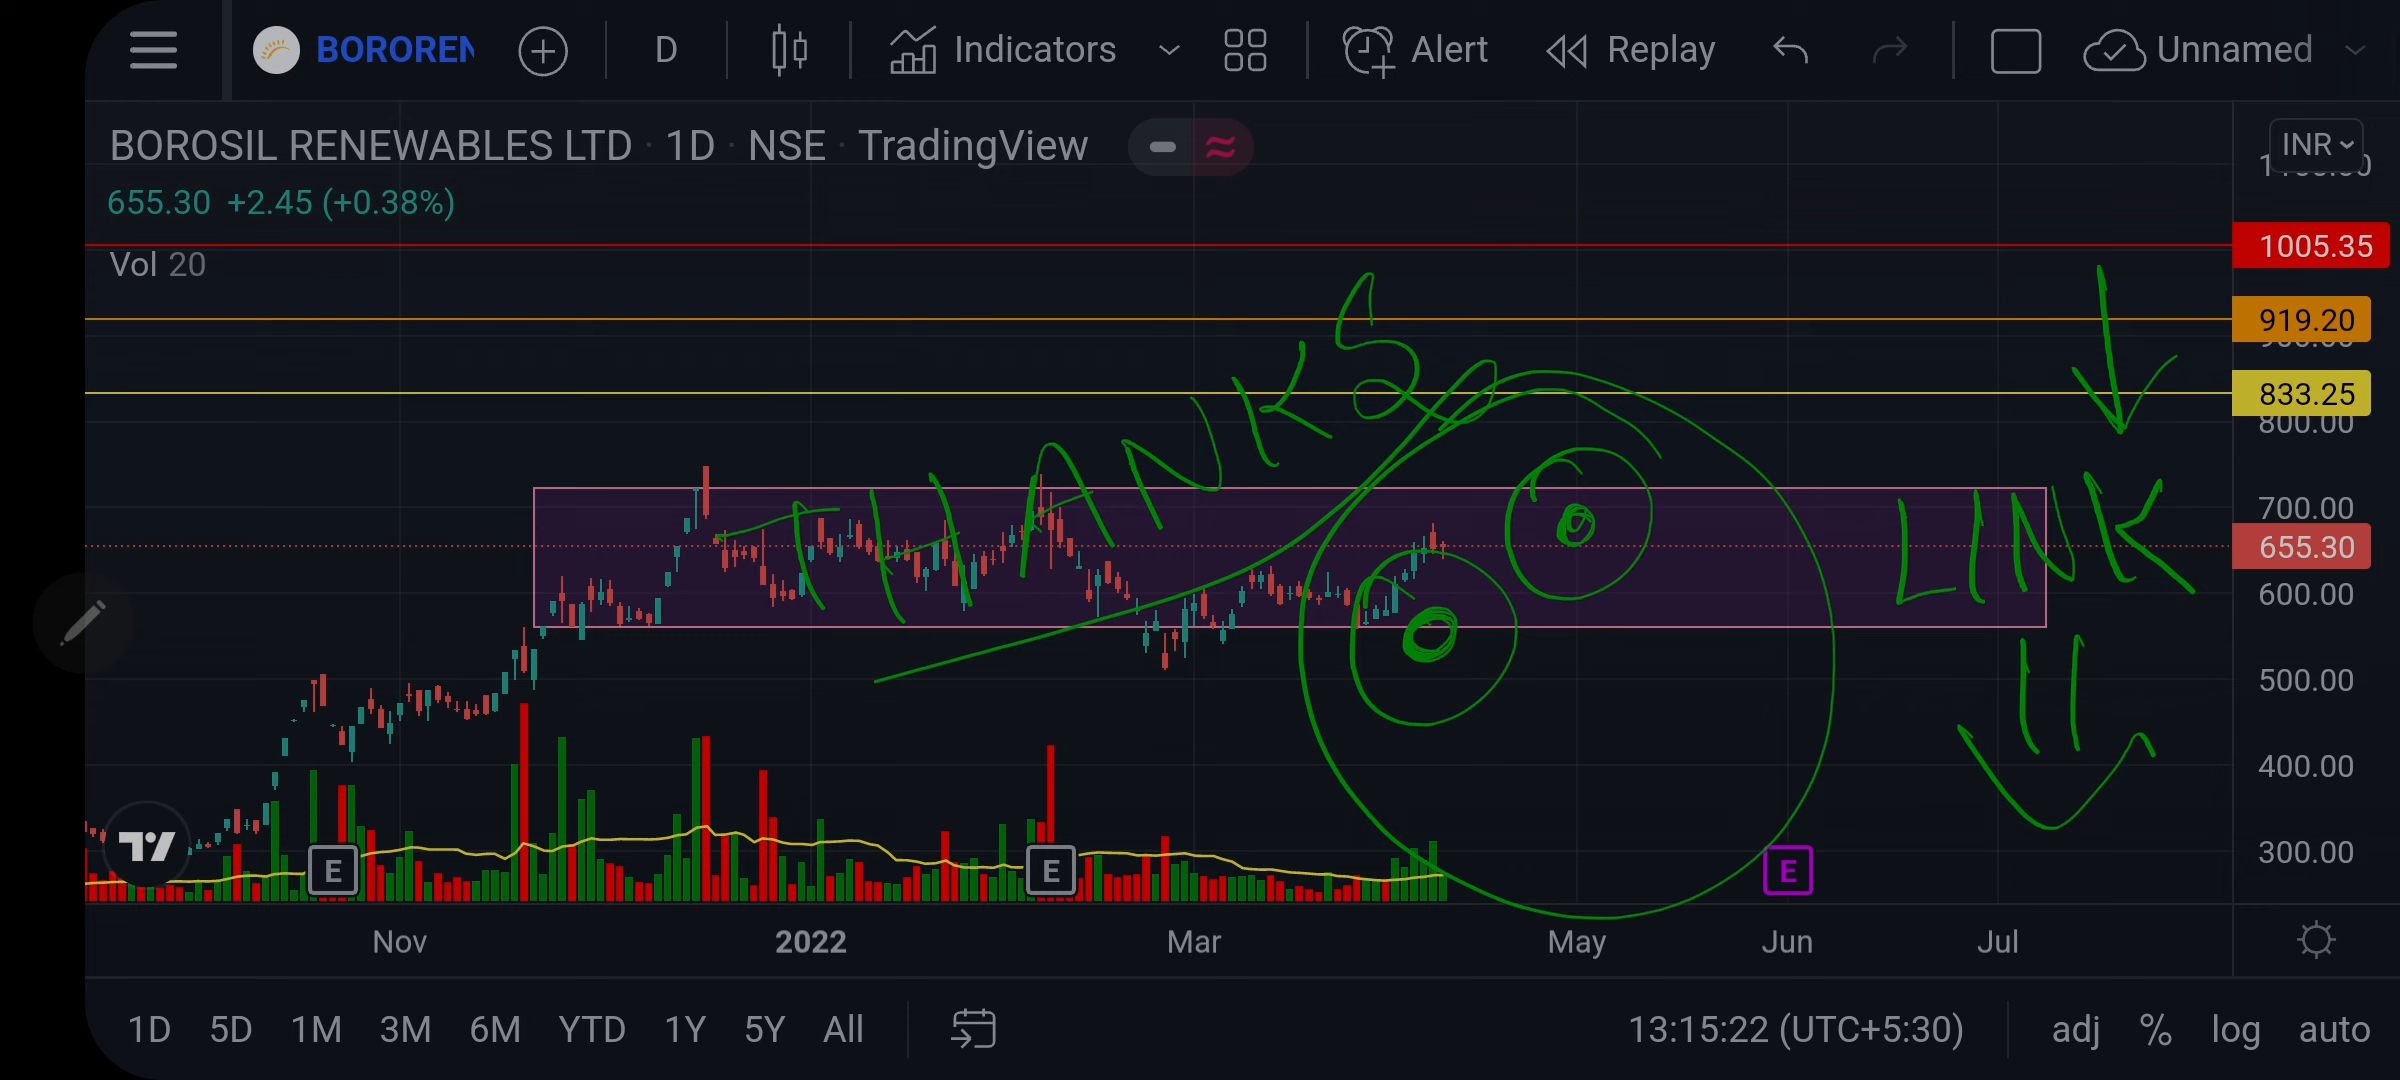 BOROREN D Indicators Alert Replay Unnamed
BOROSIL RENEWABLES LTD · 1D · NSE · TradingView
INR
655.30 +2.45 (+0.38%)
1005.35
Vol 20
919.20
833.25
800.00
THANKS
700.00
LINK
655.30
600.00
500.00
400.00
300.00
E E E
Nov 2022 Mar May Jun Jul
1D 5D 1M 3M 6M YTD 1Y 5Y All 13:15:22 (UTC+5:30) adj % log auto